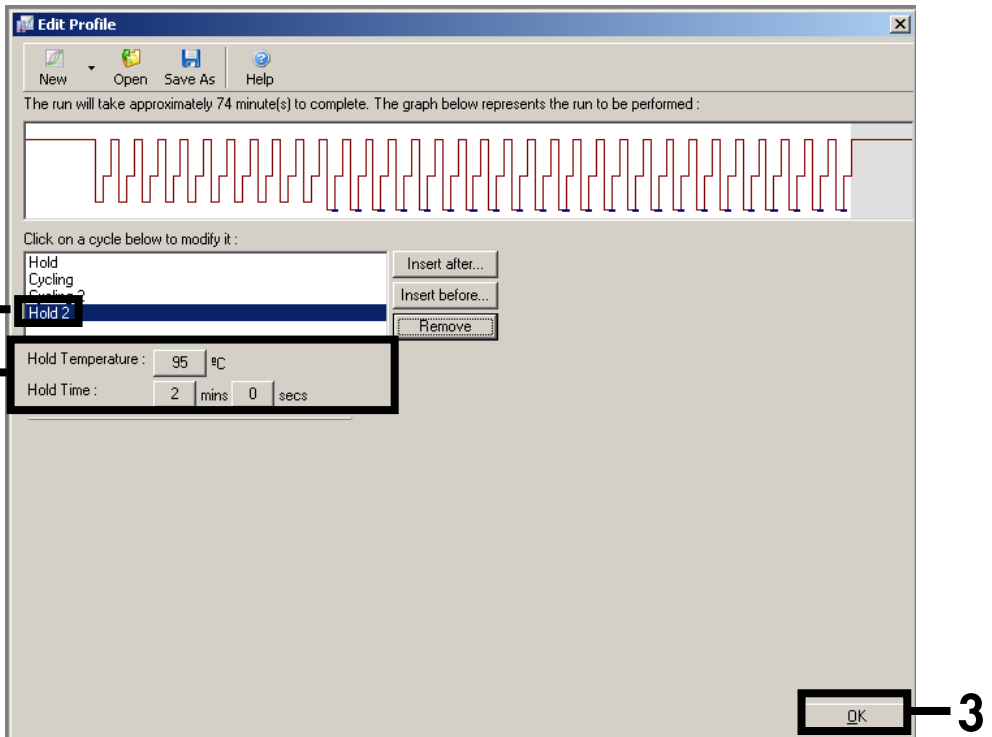 Edit Profile
New Open Save As Help
The run will take approximately 74 minute(s) to complete. The graph below represents the run to be performed :
Click on a cycle below to modify it :
Hold
Cycling
Cycling 2
Hold 2
Insert after...
Insert before...
Remove
Hold Temperature : 95 ºC
Hold Time : 2 mins 0 secs
OK
3